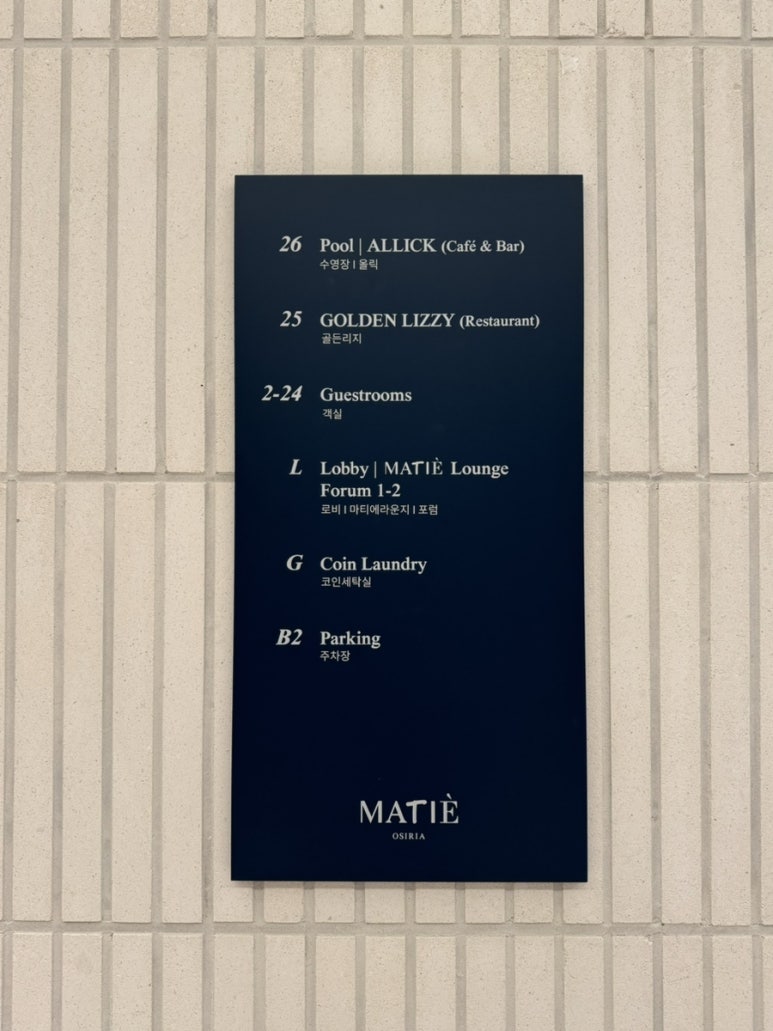 26 Pool | ALLICK (Café & Bar)
수영장 | 올릭
25 GOLDEN LIZZY (Restaurant)
골든리지
2-24 Guestrooms
객실
L Lobby | MATIÈ Lounge
Forum 1-2
로비 | 마티에라운지 | 포럼
G Coin Laundry
코인세탁실
B2 Parking
주차장
MATIÈ
OSIRIA